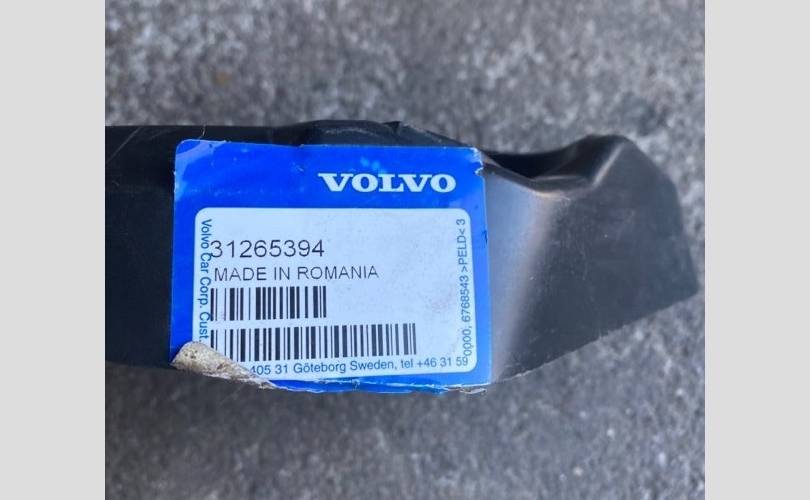 VOLVO
31265394
MADE IN ROMANIA
Volvo Car Corp. Cust
405 31 Göteborg Sweden, tel +46 31 59
0000, 6768543 >PELD< 3